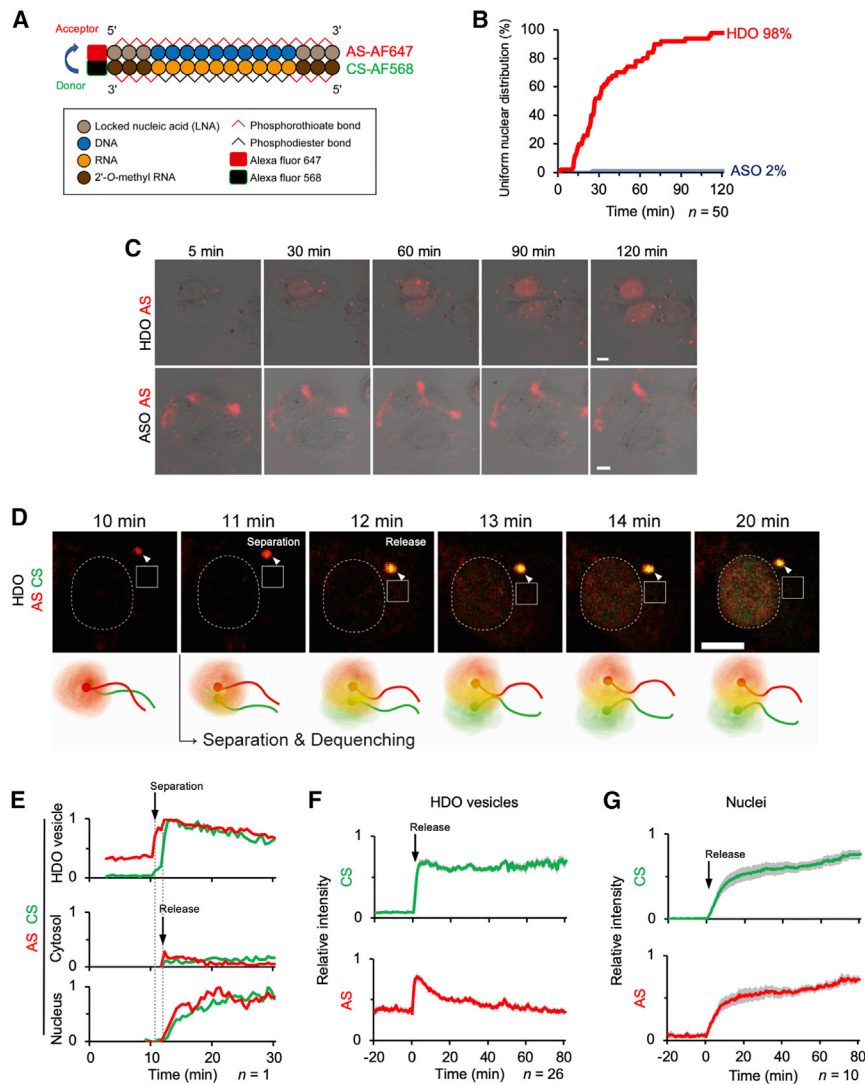 A
Acceptor
5'
3'
AS-AF647
CS-AF568
Donor
3'
5'
Locked nucleic acid (LNA)
DNA
RNA
2'-O-methyl RNA
Phosphorothioate bond
Phosphodiester bond
Alexa fluor 647
Alexa fluor 568
B
Uniform nuclear distribution (%)
100
80
60
40
20
0
0
30
60
90
120
HDO 98%
ASO 2%
Time (min)
n = 50
C
5 min
30 min
60 min
90 min
120 min
HDO AS
ASO AS
D
10 min
11 min
12 min
13 min
14 min
20 min
Separation
Release
HDO
AS CS
Separation & Dequenching
E
Separation
HDO vesicle
1
0
Release
AS CS
Cytosol
1
0
Nucleus
1
0
0
10
20
30
Time (min)
n = 1
F
HDO vesicles
Release
CS
1
0
Relative intensity
AS
1
0
-20
0
20
40
60
80
Time (min)
n = 26
G
Nuclei
Release
CS
1
0
Relative intensity
AS
1
0
-20
0
20
40
60
80
Time (min)
n = 10